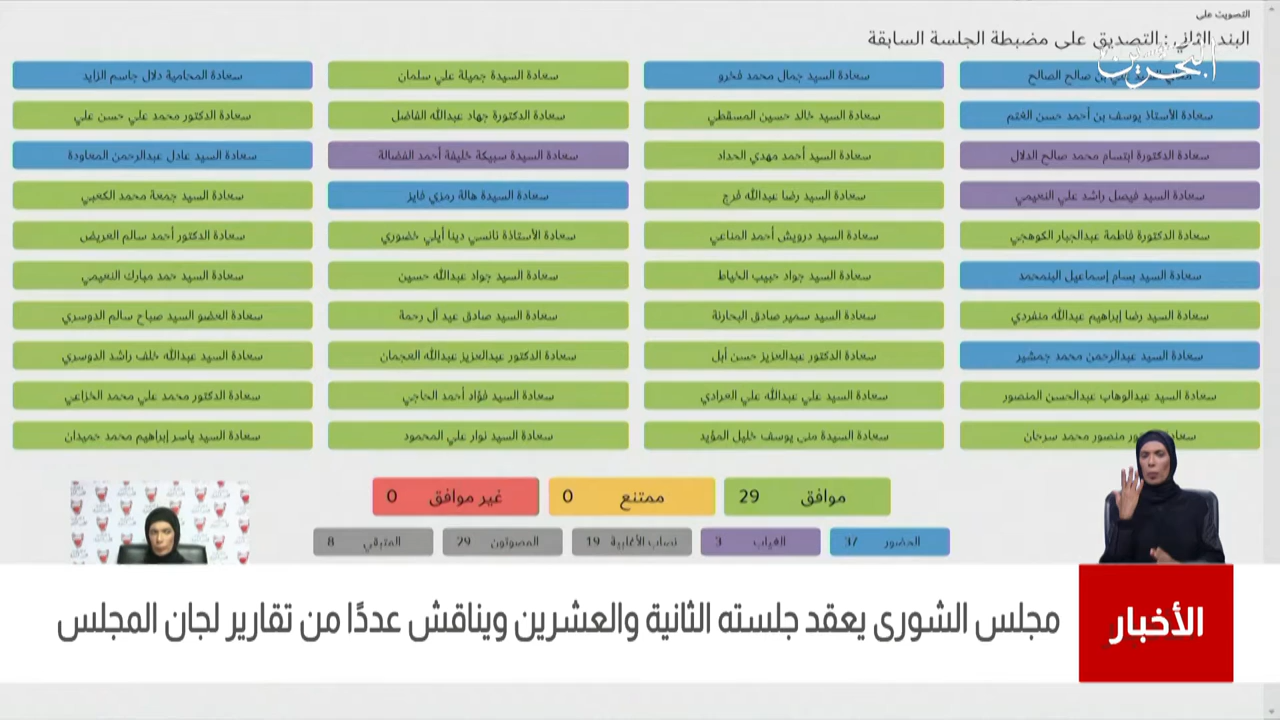 التصويت على
البند الثاني : التصديق على مضبطة الجلسة السابقة
البحرين
بن صالح الصالح
سعادة السيد جمال محمد فخرو
سعادة السيدة جميلة علي سلمان
سعادة المحامية دلال جاسم الزايد
سعادة الأستاذ يوسف بن أحمد حسن الغتم
سعادة السيد خالد حسين المسقطي
سعادة الدكتورة جهاد عبدالله الفاضل
سعادة الدكتور محمد علي حسن علي
سعادة الدكتورة ابتسام محمد صالح الدلال
سعادة السيد أحمد مهدي الحداد
سعادة السيدة سبيكة خليفة أحمد الفضالة
سعادة السيد عادل عبدالرحمن المعاودة
سعادة السيد فيصل راشد علي النعيمي
سعادة السيد رضا عبدالله فرج
سعادة السيدة هالة رمزي فايز
سعادة السيد جمعة محمد الكعبي
سعادة الدكتورة فاطمة عبدالجبار الكوهجي
سعادة السيد درويش أحمد المناعي
سعادة الأستاذة نانسي دينا أيلي خضوري
سعادة الدكتور أحمد سالم العريض
سعادة السيد بسام إسماعيل البنمحمد
سعادة السيد جواد حبيب الخياط
سعادة السيد جواد عبدالله حسين
سعادة السيد حمد مبارك النعيمي
سعادة السيد رضا إبراهيم عبدالله منفردي
سعادة السيد سمير صادق البحارنة
سعادة السيد صادق عيد آل رحمة
سعادة العضو السيد صباح سالم الدوسري
سعادة السيد عبدالرحمن محمد جمشير
سعادة الدكتور عبدالعزيز حسن أبل
سعادة الدكتور عبدالعزيز عبدالله العجمان
سعادة السيد عبدالله خلف راشد الدوسري
سعادة السيد عبدالوهاب عبدالحسن المنصور
سعادة السيد علي عبدالله علي العرادي
سعادة السيد فؤاد أحمد الحاجي
سعادة الدكتور محمد علي محمد الخزاعي
منصور محمد سرحان
سعادة السيدة منى يوسف خليل المؤيد
سعادة السيد نوار علي المحمود
سعادة السيد ياسر إبراهيم محمد حميدان
موافق 29
ممتنع 0
غير موافق 0
الحضور 37
الغياب 3
نصاب الأغلبية 19
المصوتون 29
المتبقي 8
الأخبار
مجلس الشورى يعقد جلسته الثانية والعشرين ويناقش عددًا من تقارير لجان المجلس